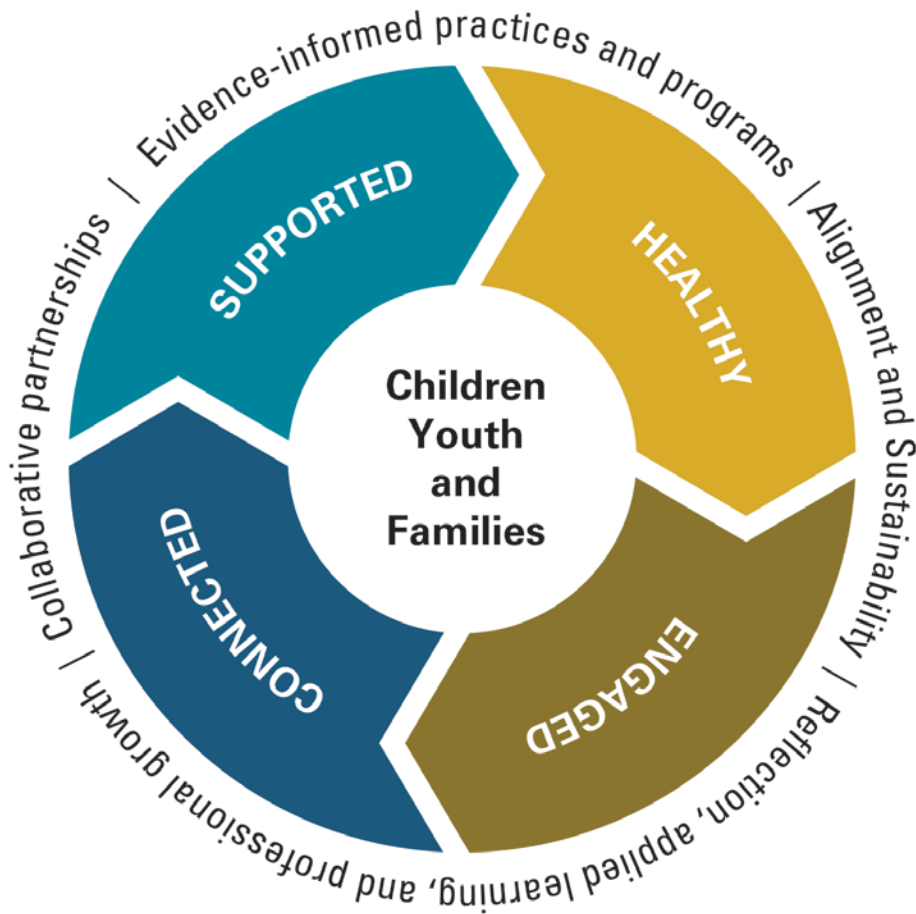 Evidence-informed practices and programs | Alignment and Sustainability | Reflection, applied learning, and professional growth | Collaborative partnerships |
SUPPORTED
HEALTHY
ENGAGED
CONNECTED
Children
Youth
and
Families